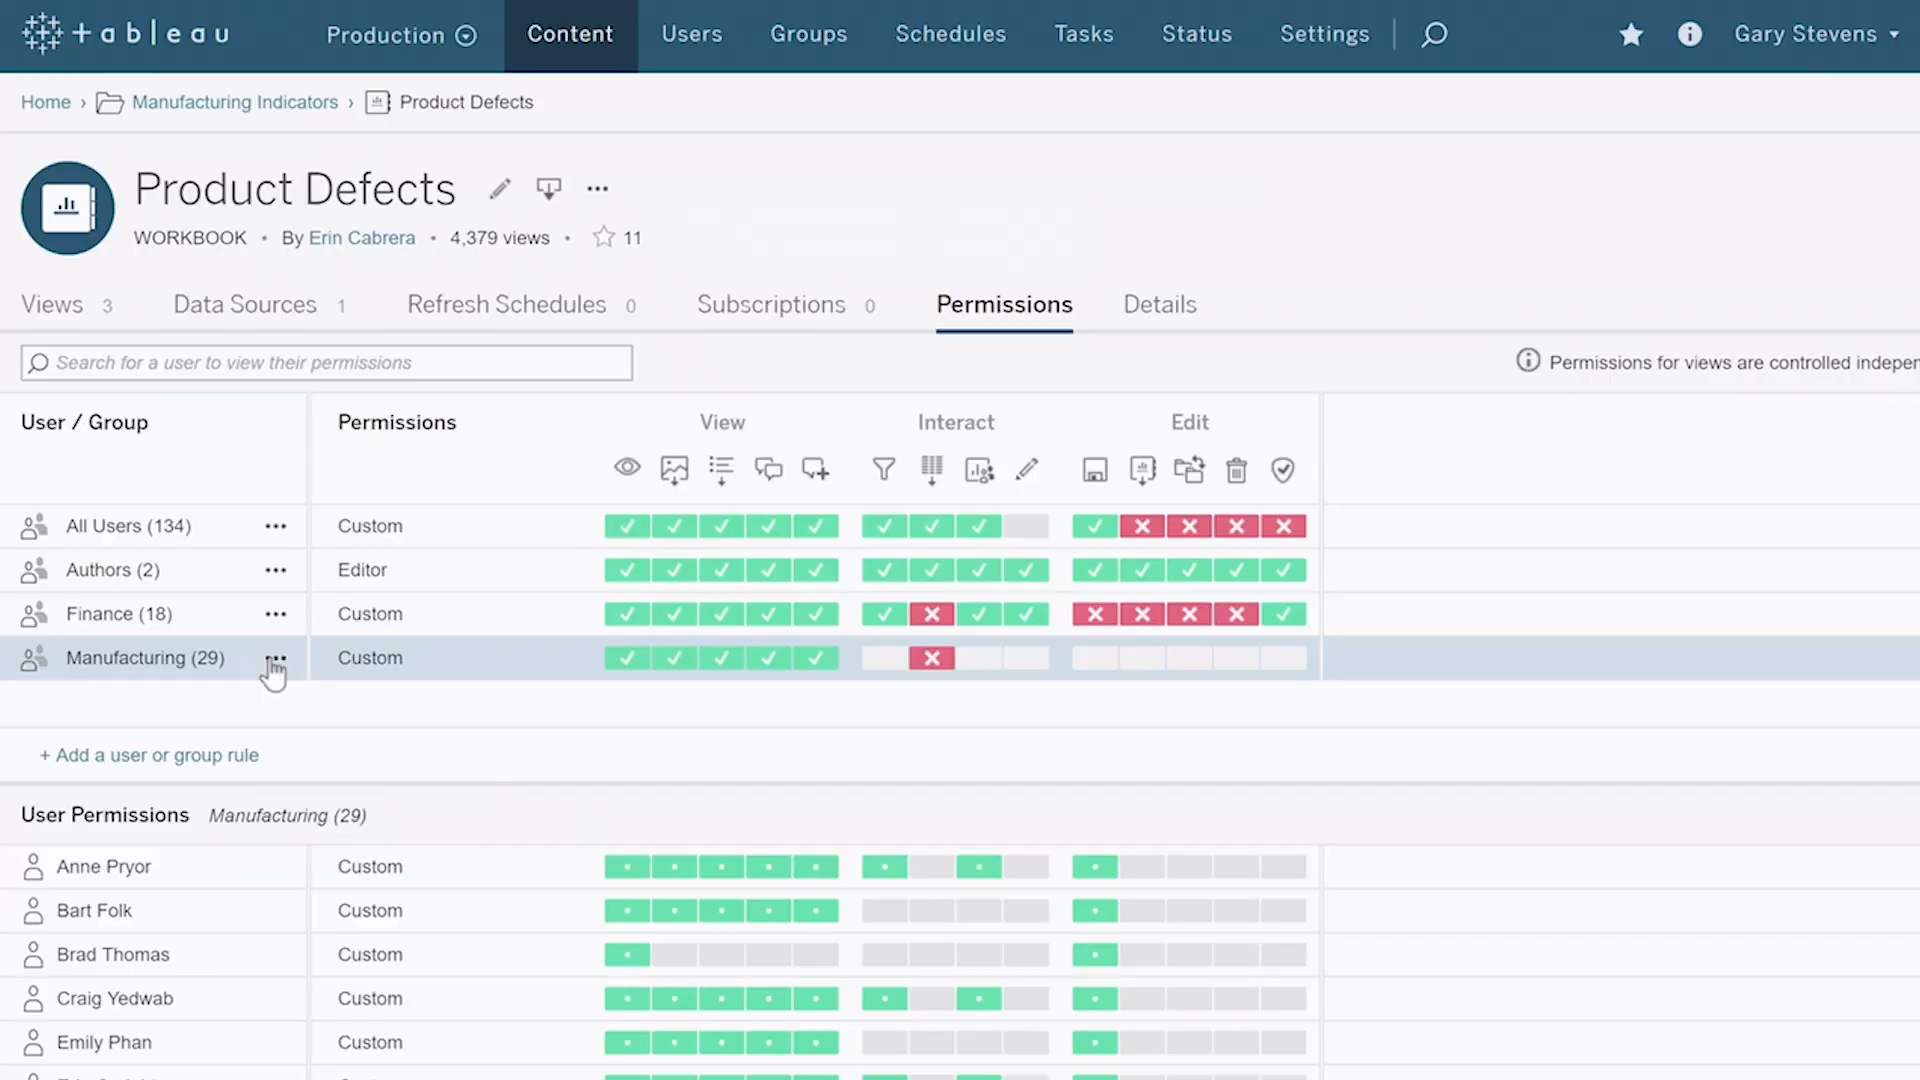 +ableau Production Content Users Groups Schedules Tasks Status Settings Gary Stevens
Home › Manufacturing Indicators › Product Defects
Product Defects
WORKBOOK • By Erin Cabrera • 4,379 views • 11
Views 3 Data Sources 1 Refresh Schedules 0 Subscriptions 0 Permissions Details
Search for a user to view their permissions
Permissions for views are controlled indepen
User / Group Permissions View Interact Edit
All Users (134) Custom
Authors (2) Editor
Finance (18) Custom
Manufacturing (29) Custom
+ Add a user or group rule
User Permissions Manufacturing (29)
Anne Pryor Custom
Bart Folk Custom
Brad Thomas Custom
Craig Yedwab Custom
Emily Phan Custom